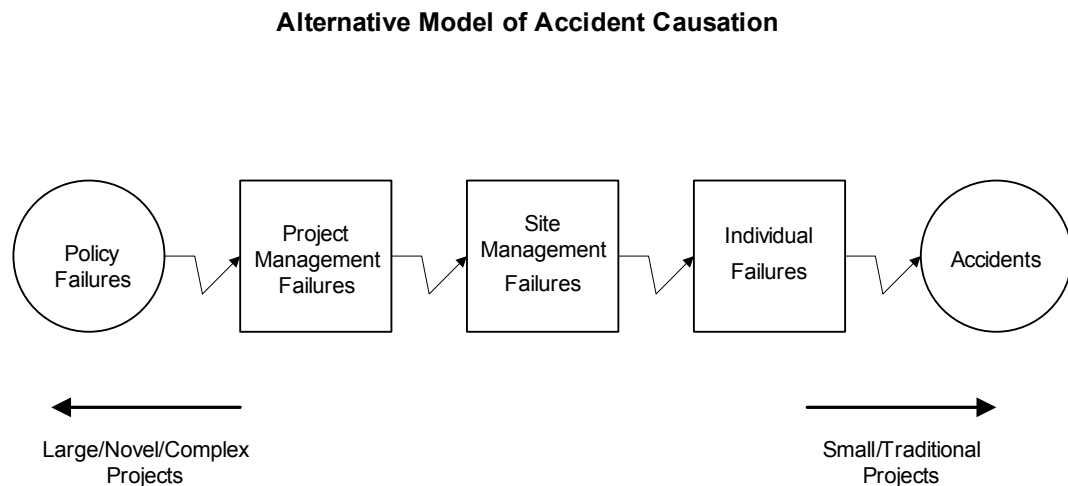 Alternative Model of Accident Causation
Policy
Failures
Project
Management
Failures
Site
Management
Failures
Individual
Failures
Accidents
Large/Novel/Complex
Projects
Small/Traditional
Projects